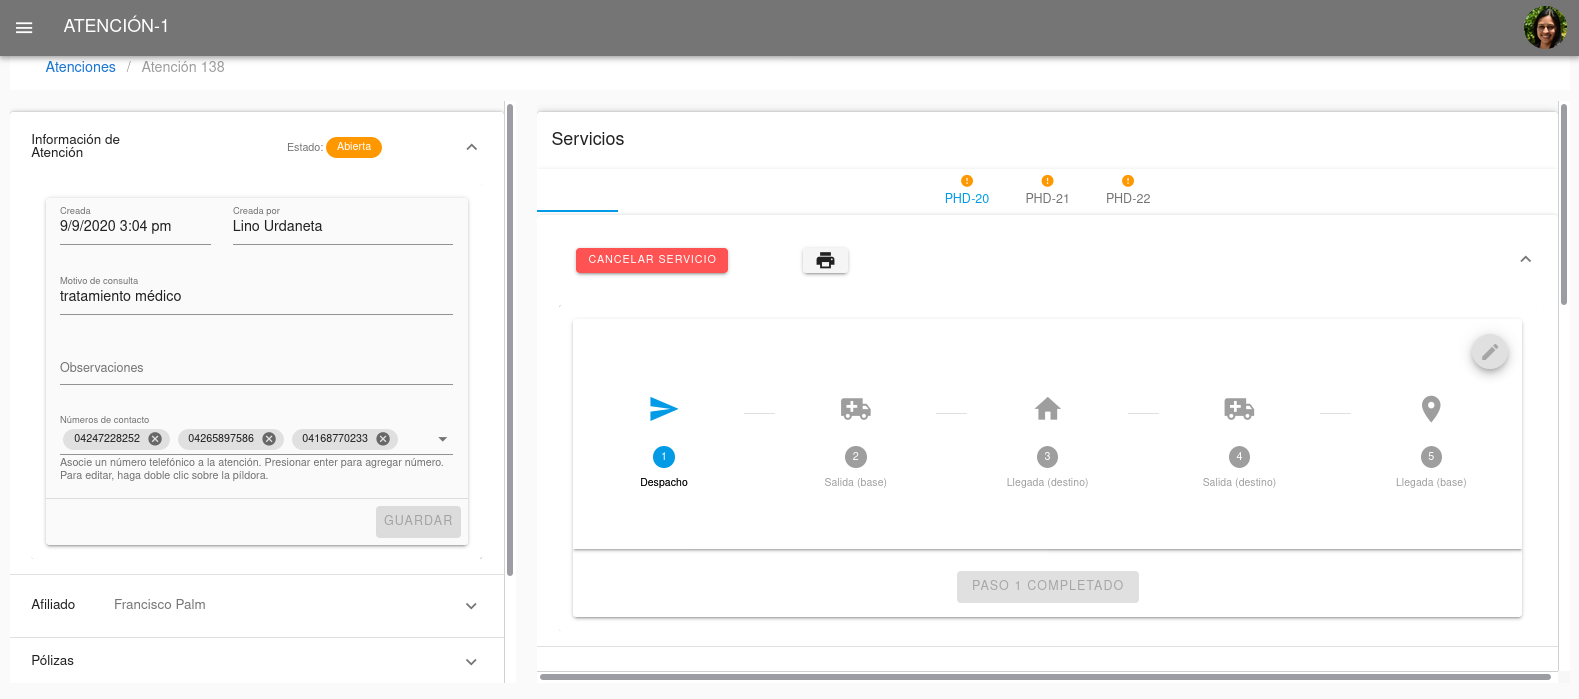 ATENCIÓN-1
Atenciones / Atención 138
Información de
Atención
Estado: Abierta
Creada
9/9/2020 3:04 pm
Creada por
Lino Urdaneta
Motivo de consulta
tratamiento médico
Observaciones
Números de contacto
04247228252 04265897586 04168770233
Asocie un número telefónico a la atención. Presionar enter para agregar número.
Para editar, haga doble clic sobre la píldora.
GUARDAR
Afiliado Francisco Palm
Pólizas
Servicios
PHD-20 PHD-21 PHD-22
CANCELAR SERVICIO
1 2 3 4 5
Despacho Salida (base) Llegada (destino) Salida (destino) Llegada (base)
PASO 1 COMPLETADO